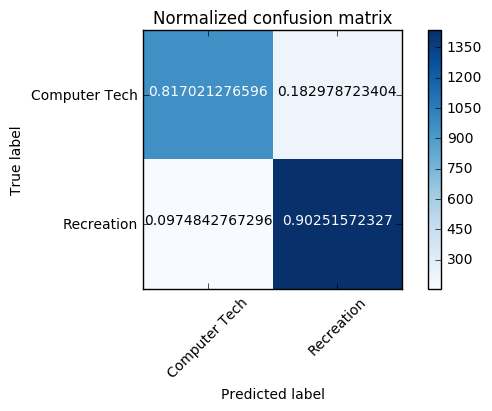 Normalized confusion matrix
Computer Tech
0.817021276596
0.182978723404
Recreation
0.0974842767296
0.90251572327
True label
Computer Tech
Recreation
Predicted label
1350
1200
1050
900
750
600
450
300